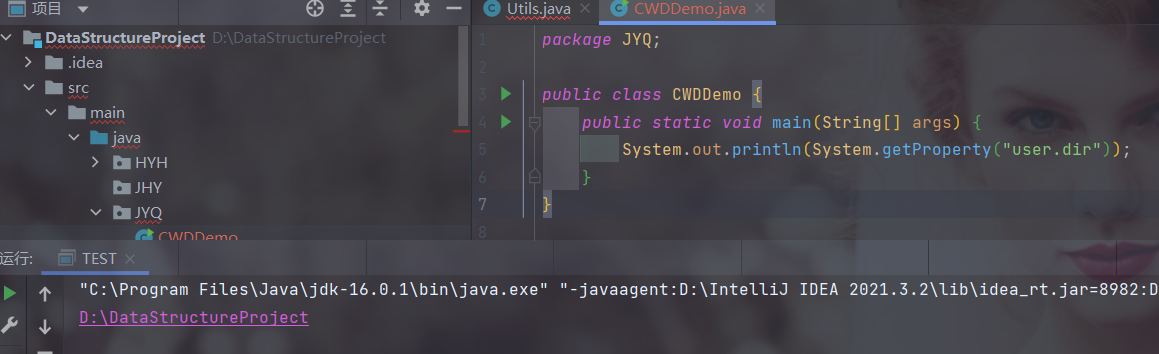 项目
DataStructureProject D:\DataStructureProject
.idea
src
main
java
HYH
JHY
JYQ
CWDDemo
Utils.java
CWDDemo.java
1 package JYQ;
2
3 public class CWDDemo {
4 public static void main(String[] args) {
5 System.out.println(System.getProperty("user.dir"));
6 }
7 }
8
运行: TEST
"C:\Program Files\Java\jdk-16.0.1\bin\java.exe" "-javaagent:D:\IntelliJ IDEA 2021.3.2\lib\idea_rt.jar=8982:D
D:\DataStructureProject